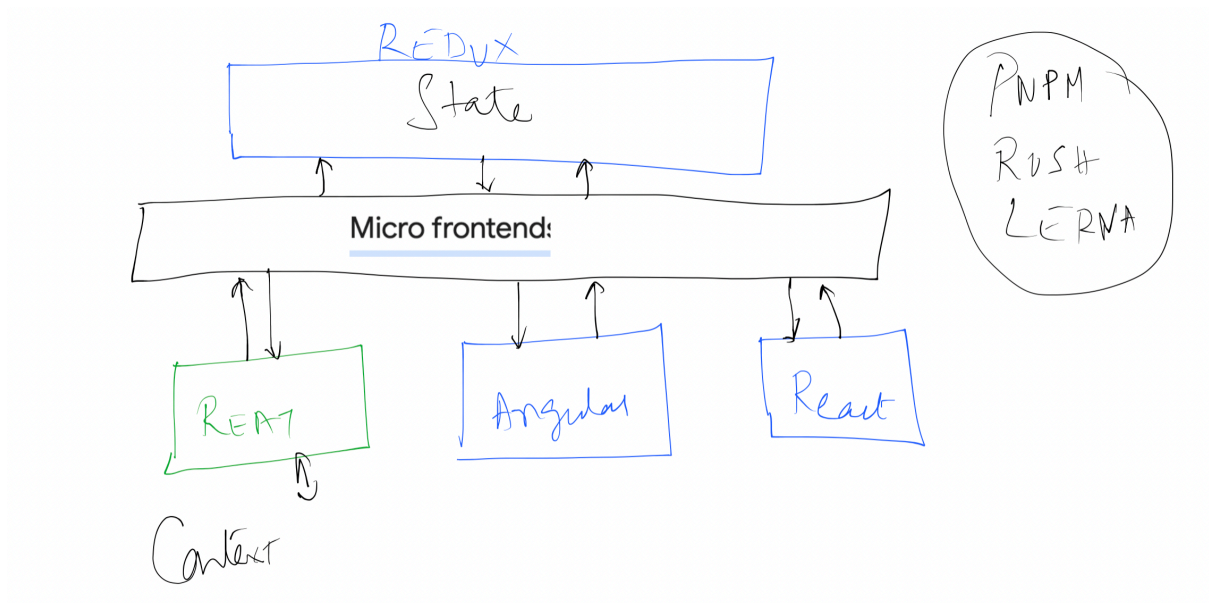 REDUX
State
PNPM
RUSH
LERNA
Micro frontends
REAT
Angular
React
Context